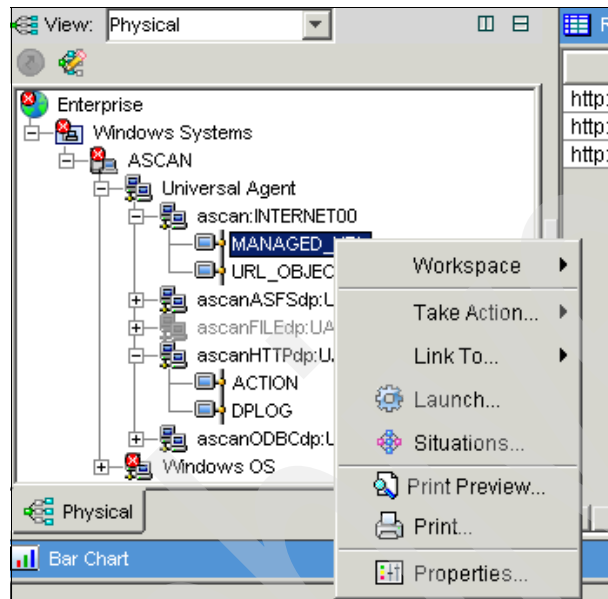 View: Physical
Enterprise
Windows Systems
ASCAN
Universal Agent
ascan:INTERNET00
MANAGED
URL_OBJEC
ascanASFSdp:U
ascanFILEdp:UA
ascanHTTPdp:U
ACTION
DPLOG
ascanODBCdp:U
Windows OS
Physical
Bar Chart
R
http:
http:
http:
Workspace
Take Action...
Link To...
Launch...
Situations...
Print Preview...
Print...
Properties...